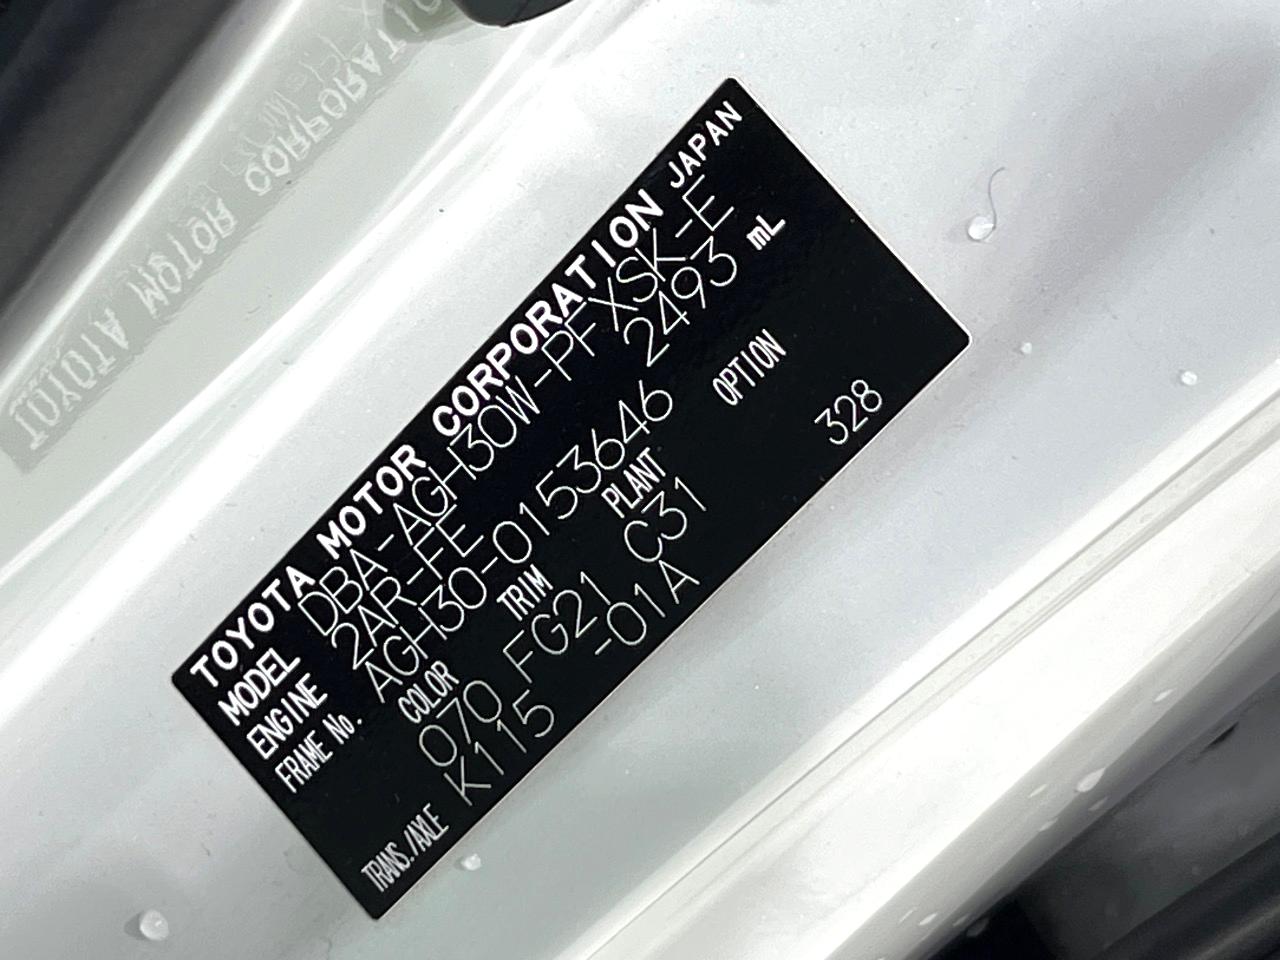 TOYOTA MOTOR CORPORATION JAPAN
MODEL DBA-AGH30W-PFXSK-E
ENGINE 2AR-FE 2493 mL
FRAME No. AGH30-0153646
COLOR TRIM PLANT OPTION
070 FG21 C31
TRANS./AXLE K115 -01A 328
TOYOTA MOTOR CORPORAT